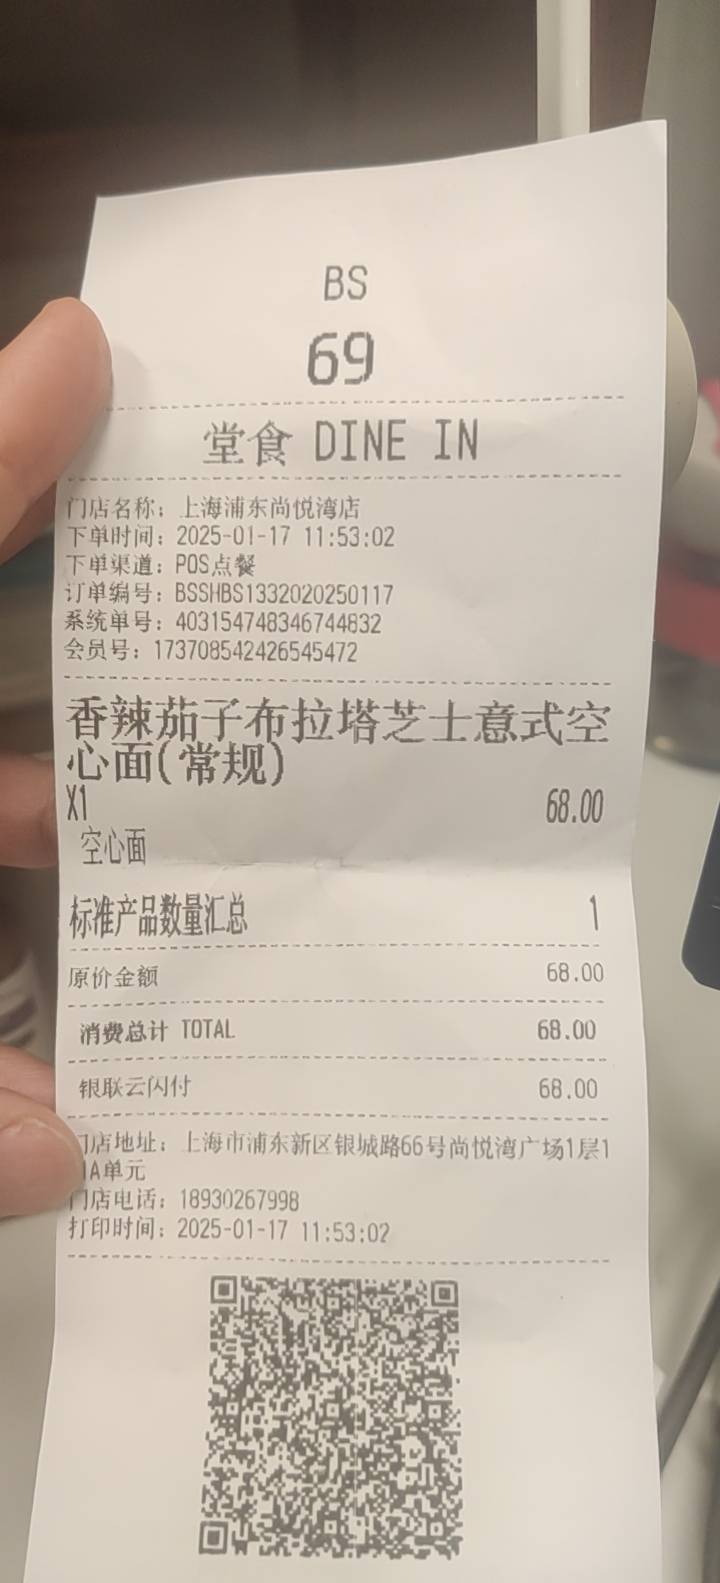 BS
69
堂食 DINE IN
门店名称：上海浦东尚悦湾店
下单时间：2025-01-17 11:53:02
下单渠道：POS点餐
订单编号：BSSHBS1332020250117
系统单号：403154748346744832
会员号：173708542426545472
香辣茄子布拉塔芝士意式空
心面(常规)
X1 68.00
空心面
标准产品数量汇总 1
原价金额 68.00
消费总计 TOTAL 68.00
银联云闪付 68.00
门店地址：上海市浦东新区银城路66号尚悦湾广场1层1
A单元
门店电话：18930267998
打印时间：2025-01-17 11:53:02